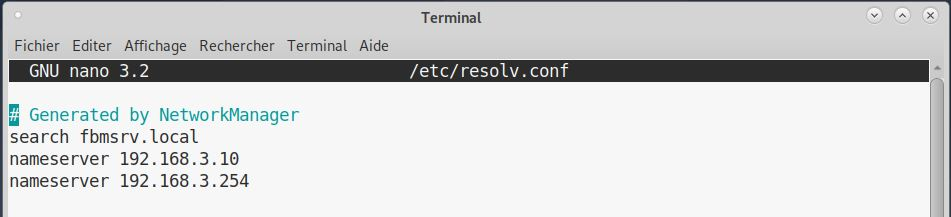 Terminal
Fichier Editer Affichage Rechercher Terminal Aide
GNU nano 3.2 /etc/resolv.conf
# Generated by NetworkManager
search fbmsrv.local
nameserver 192.168.3.10
nameserver 192.168.3.254